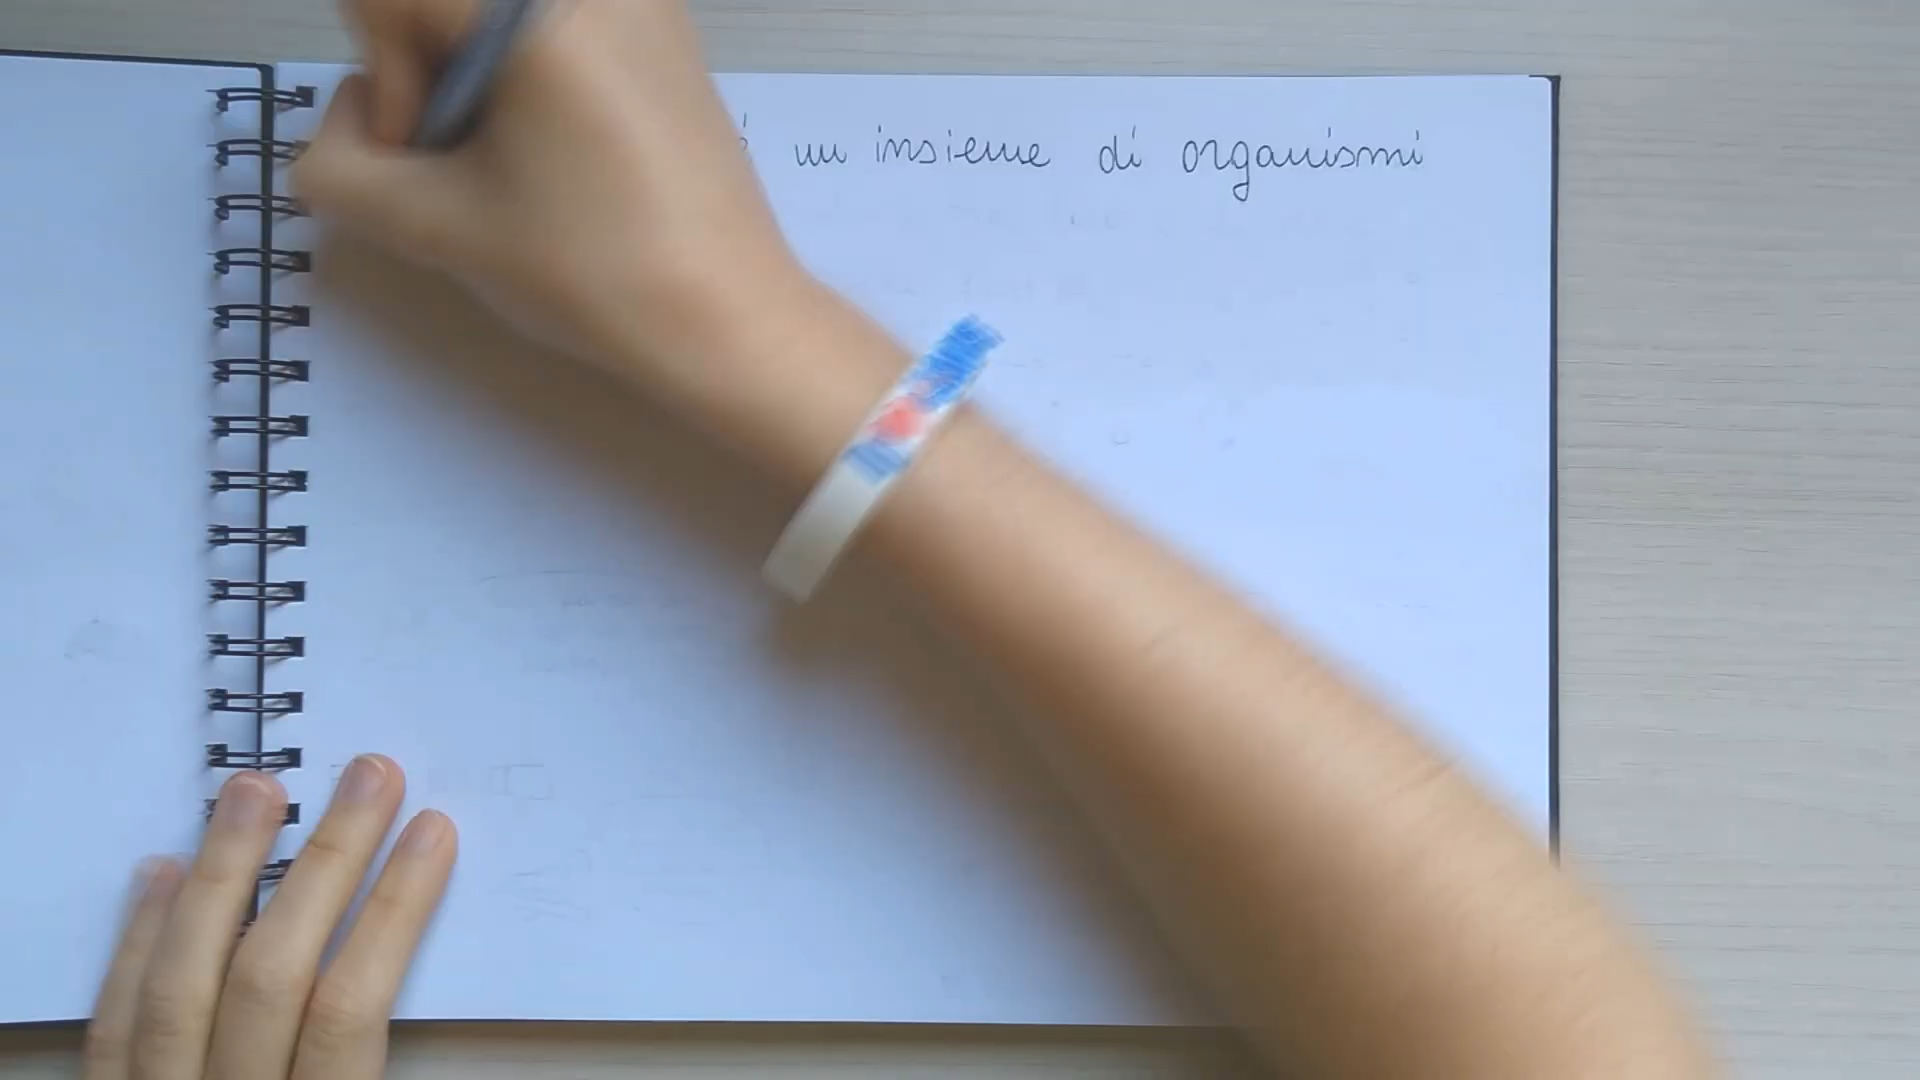 é un insieme di organismi